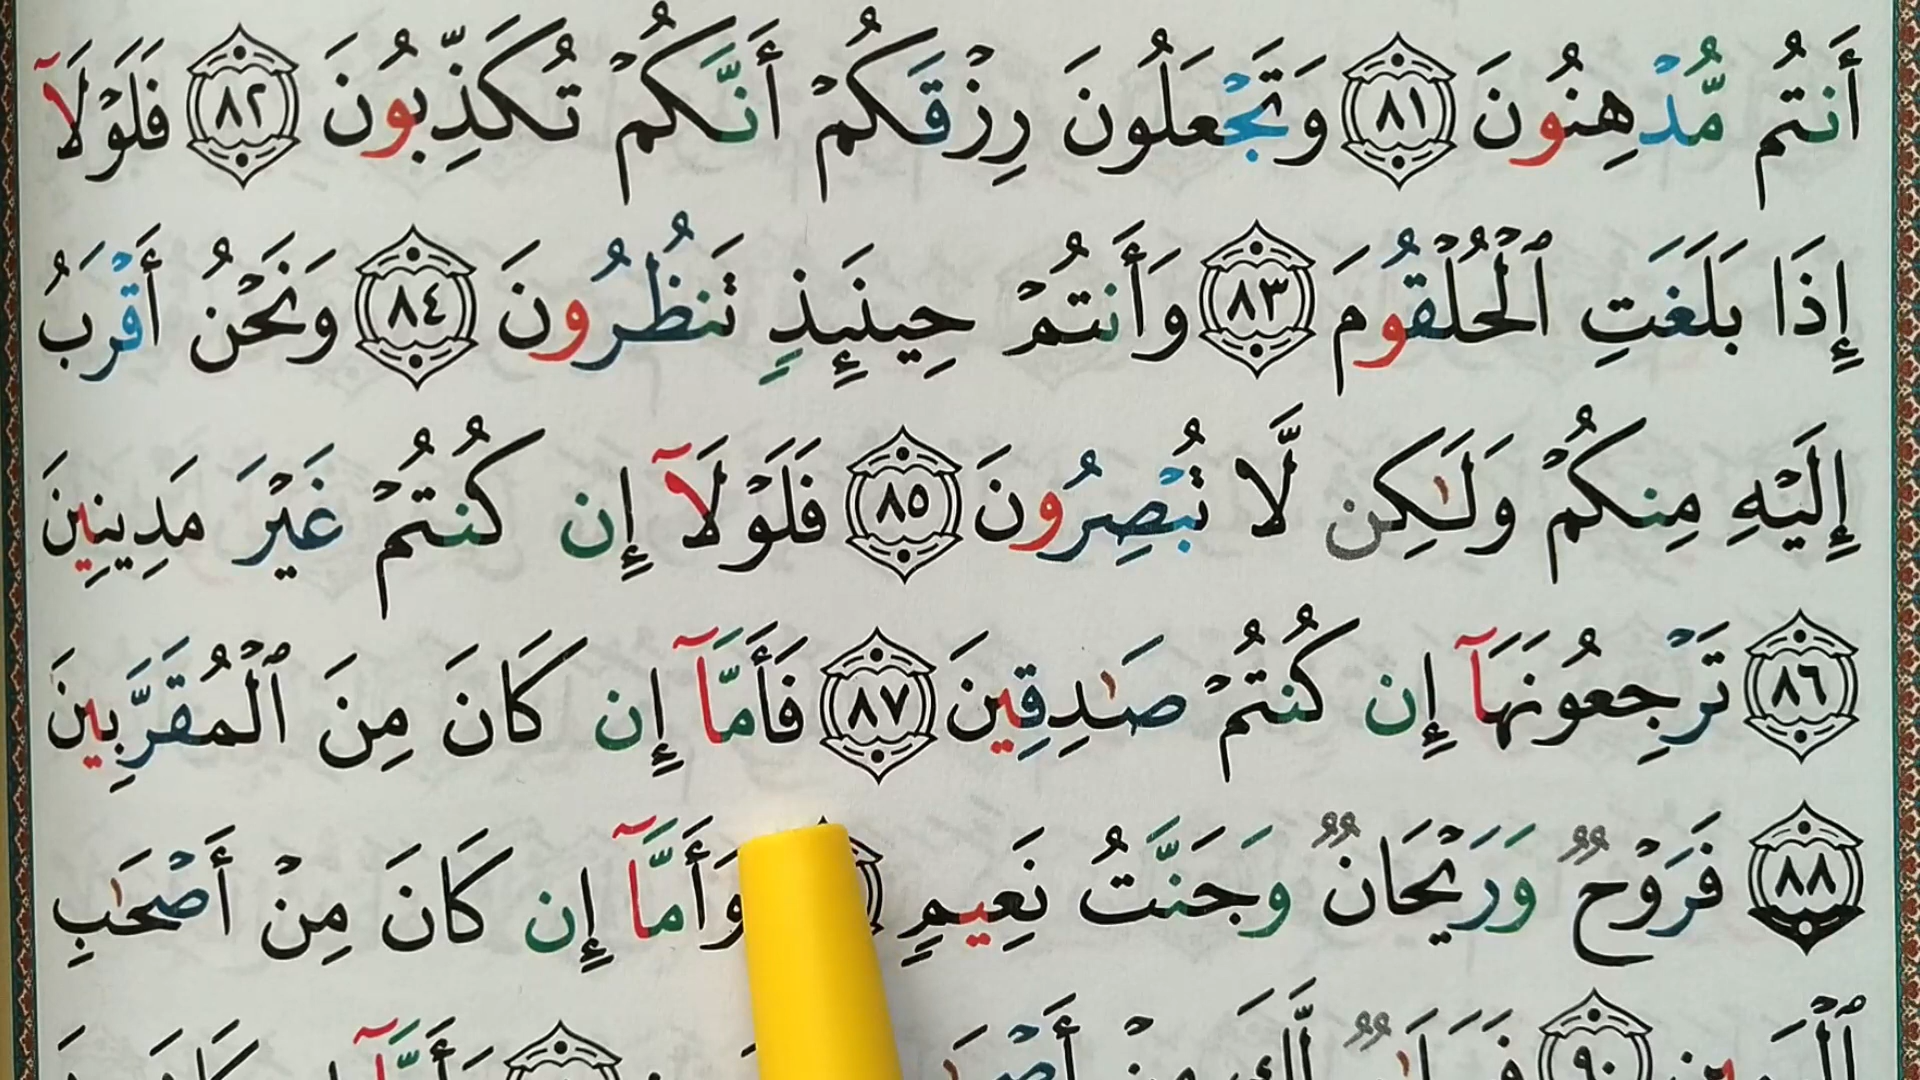 أَنتُم مُّدْهِنُونَ ٨١ وَتَجْعَلُونَ رِزْقَكُمْ أَنَّكُمْ تُكَذِّبُونَ ٨٢ فَلَوْلَآ
إِذَا بَلَغَتِ ٱلْحُلْقُومَ ٨٣ وَأَنتُمْ حِينَئِذٍ تَنظُرُونَ ٨٤ وَنَحْنُ أَقْرَبُ
إِلَيْهِ مِنكُمْ وَلَـٰكِن لَّا تُبْصِرُونَ ٨٥ فَلَوْلَآ إِن كُنتُمْ غَيْرَ مَدِينِينَ
٨٦ تَرْجِعُونَهَآ إِن كُنتُمْ صَـٰدِقِينَ ٨٧ فَأَمَّآ إِن كَانَ مِنَ ٱلْمُقَرَّبِينَ
٨٨ فَرَوْحٌ وَرَيْحَانٌ وَجَنَّتُ نَعِيمٍ وَأَمَّآ إِن كَانَ مِنْ أَصْحَـٰبِ
٩٠